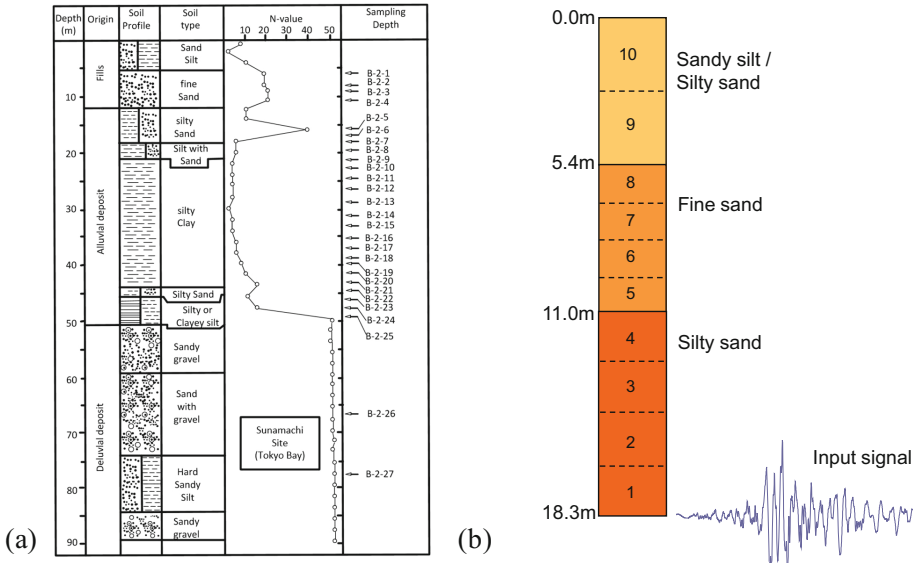 Depth (m) Origin Soil Profile Soil type N-value Sampling Depth
10 20 30 40 50
Fills
Alluvial deposit
Deluvial deposit
10
20
30
40
50
60
70
80
90
Sand
Silt
fine
Sand
silty
Sand
Silt with
Sand
silty
Clay
Silty Sand
Silty or
Clayey silt
Sandy
gravel
Sand
with
gravel
Hard
Sandy
Silt
Sandy
gravel
Sunamachi
Site
(Tokyo Bay)
B-2-1
B-2-2
B-2-3
B-2-4
B-2-5
B-2-6
B-2-7
B-2-8
B-2-9
B-2-10
B-2-11
B-2-12
B-2-13
B-2-14
B-2-15
B-2-16
B-2-17
B-2-18
B-2-19
B-2-20
B-2-21
B-2-22
B-2-23
B-2-24
B-2-25
B-2-26
B-2-27
(a)
0.0m
10
Sandy silt /
Silty sand
9
5.4m
8
Fine sand
7
6
5
11.0m
4
Silty sand
3
2
1
Input signal
18.3m
(b)